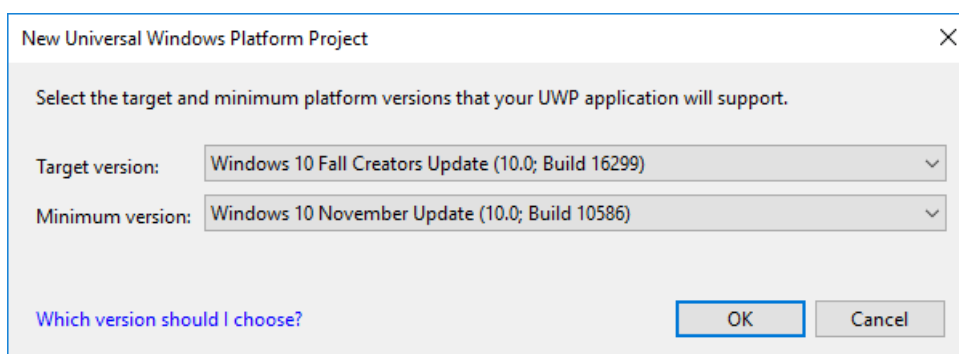 New Universal Windows Platform Project
Select the target and minimum platform versions that your UWP application will support.
Target version: Windows 10 Fall Creators Update (10.0; Build 16299)
Minimum version: Windows 10 November Update (10.0; Build 10586)
Which version should I choose? OK Cancel